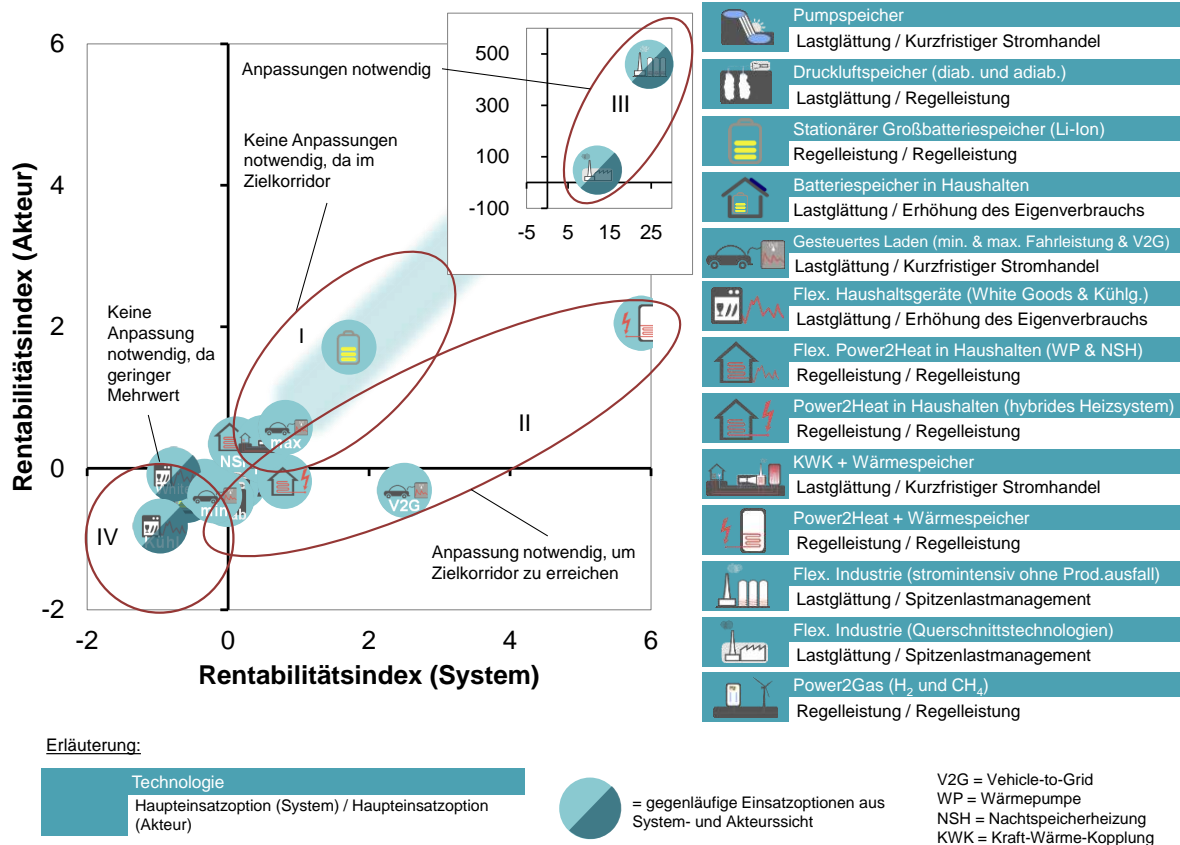 6
4
2
0
-2
-2
0
2
4
6
Rentabilitätsindex (Akteur)
Rentabilitätsindex (System)
500
300
100
-100
-5
5
15
25
III
Anpassungen notwendig
Keine Anpassungen
notwendig, da im
Zielkorridor
Keine
Anpassung
notwendig, da
geringer
Mehrwert
I
II
IV
max
min
V2G
Anpassung notwendig, um
Zielkorridor zu erreichen
Pumpspeicher
Lastglättung / Kurzfristiger Stromhandel
Druckluftspeicher (diab. und adiab.)
Lastglättung / Regelleistung
Stationärer Großbatteriespeicher (Li-Ion)
Regelleistung / Regelleistung
Batteriespeicher in Haushalten
Lastglättung / Erhöhung des Eigenverbrauchs
Gesteuertes Laden (min. & max. Fahrleistung & V2G)
Lastglättung / Kurzfristiger Stromhandel
Flex. Haushaltsgeräte (White Goods & Kühlg.)
Lastglättung / Erhöhung des Eigenverbrauchs
Flex. Power2Heat in Haushalten (WP & NSH)
Regelleistung / Regelleistung
Power2Heat in Haushalten (hybrides Heizsystem)
Regelleistung / Regelleistung
KWK + Wärmespeicher
Lastglättung / Kurzfristiger Stromhandel
Power2Heat + Wärmespeicher
Regelleistung / Regelleistung
Flex. Industrie (stromintensiv ohne Prod.ausfall)
Lastglättung / Spitzenlastmanagement
Flex. Industrie (Querschnittstechnologien)
Lastglättung / Spitzenlastmanagement
Power2Gas (H₂ und CH₄)
Regelleistung / Regelleistung
Erläuterung:
Technologie
Haupteinsatzoption (System) / Haupteinsatzoption
(Akteur)
= gegenläufige Einsatzoptionen aus
System- und Akteurssicht
V2G = Vehicle-to-Grid
WP = Wärmepumpe
NSH = Nachtspeicherheizung
KWK = Kraft-Wärme-Kopplung